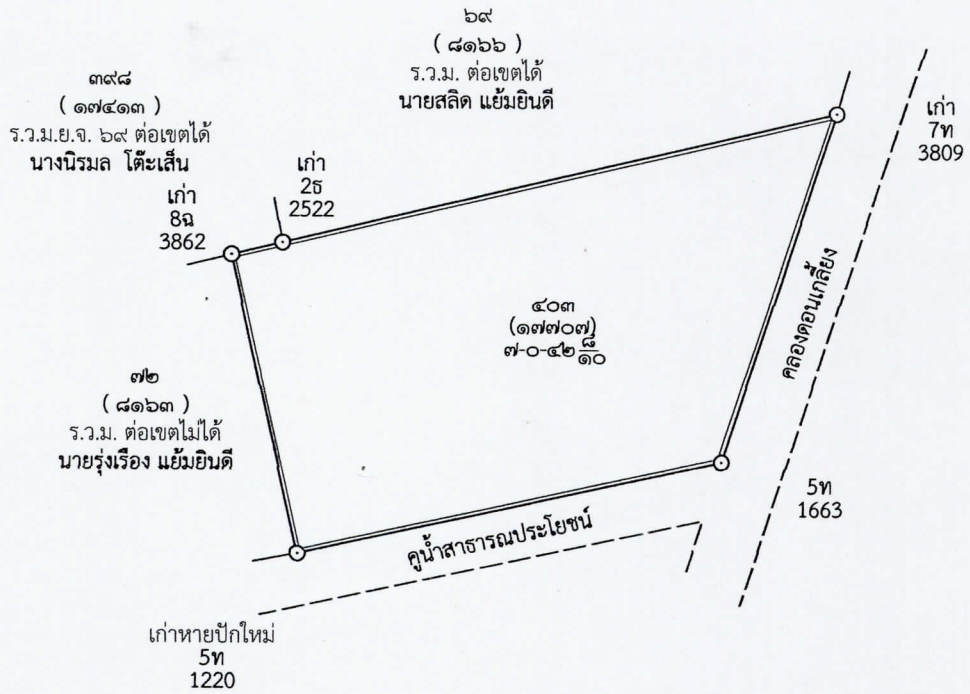 ๖๙
( ๘๑๖๖ )
ร.ว.ม. ต่อเขตได้
นายสลิด แย้มยินดี
๓๙๘
( ๑๗๔๑๓ )
ร.ว.ม.ย.จ. ๖๙ ต่อเขตได้
นางนิรมล โต๊ะเส็น
เก่า
7ท
3809
เก่า
2ธ
2522
เก่า
8ฉ
3862
๔๐๓
(๑๗๗๐๗)
๗-๐-๔๒ ๘/๑๐
คลองดอนเกลี้ยง
๗๒
( ๘๑๖๓ )
ร.ว.ม. ต่อเขตไม่ได้
นายรุ่งเรือง แย้มยินดี
5ท
1663
คูน้ำสาธารณประโยชน์
เก่าหายปักใหม่
5ท
1220